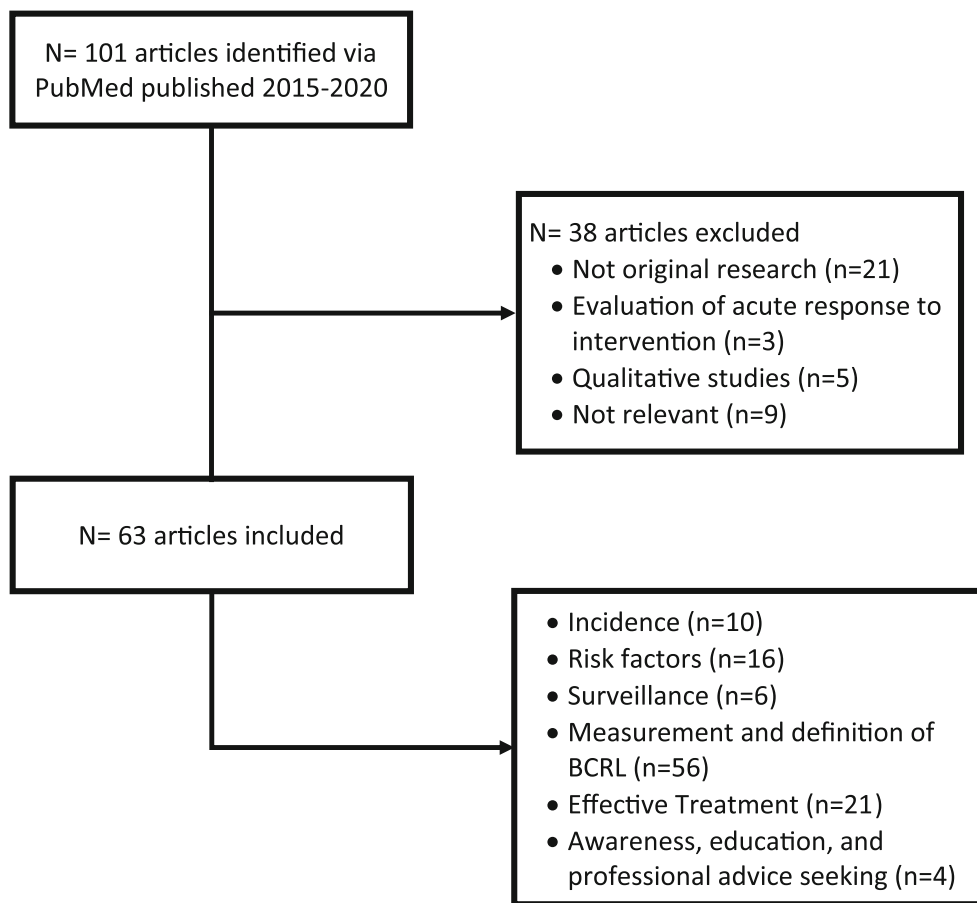 N= 101 articles identified via
PubMed published 2015-2020
N= 38 articles excluded
• Not original research (n=21)
• Evaluation of acute response to
intervention (n=3)
• Qualitative studies (n=5)
• Not relevant (n=9)
N= 63 articles included
• Incidence (n=10)
• Risk factors (n=16)
• Surveillance (n=6)
• Measurement and definition of
BCRL (n=56)
• Effective Treatment (n=21)
• Awareness, education, and
professional advice seeking (n=4)